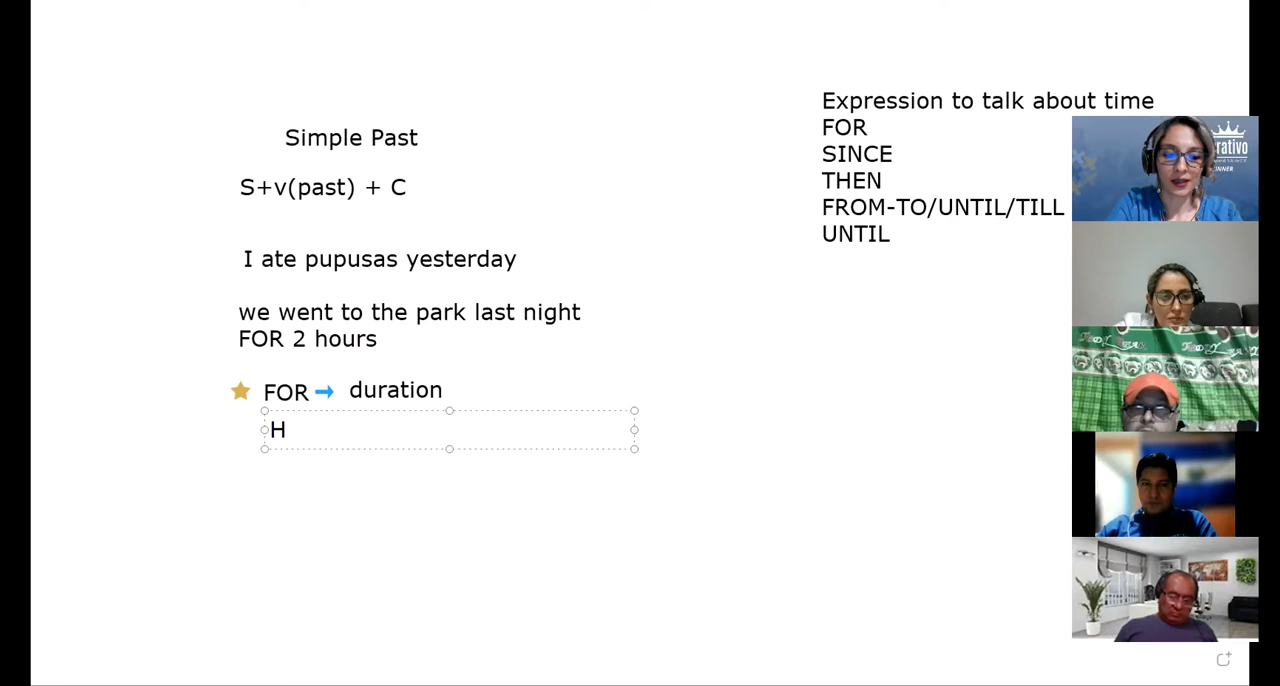 Simple Past
S+v(past) + C
I ate pupusas yesterday
we went to the park last night
FOR 2 hours
FOR → duration
H
Expression to talk about time
FOR
SINCE
THEN
FROM-TO/UNTIL/TILL
UNTIL